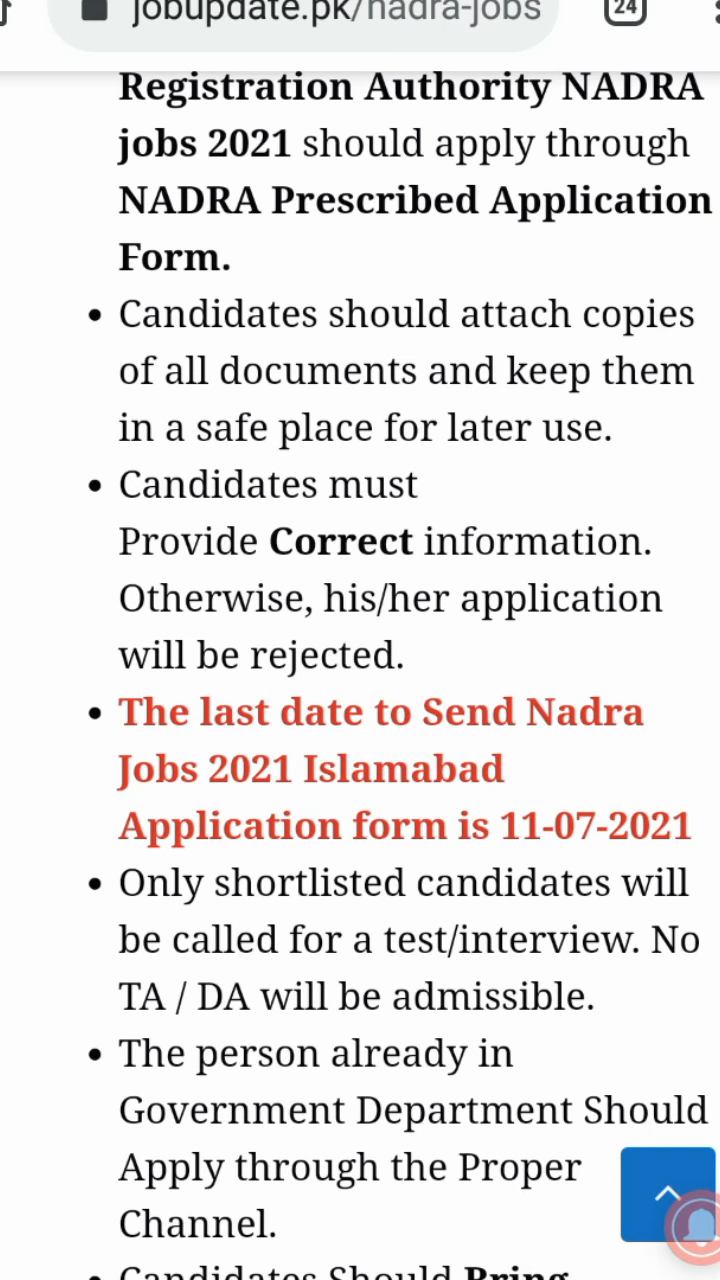 jobupdate.pk/nadra-jobs
24
Registration Authority NADRA
jobs 2021 should apply through
NADRA Prescribed Application
Form.
• Candidates should attach copies
of all documents and keep them
in a safe place for later use.
• Candidates must
Provide Correct information.
Otherwise, his/her application
will be rejected.
• The last date to Send Nadra
Jobs 2021 Islamabad
Application form is 11-07-2021
• Only shortlisted candidates will
be called for a test/interview. No
TA / DA will be admissible.
• The person already in
Government Department Should
Apply through the Proper
Channel.
• Candidates Should Bring